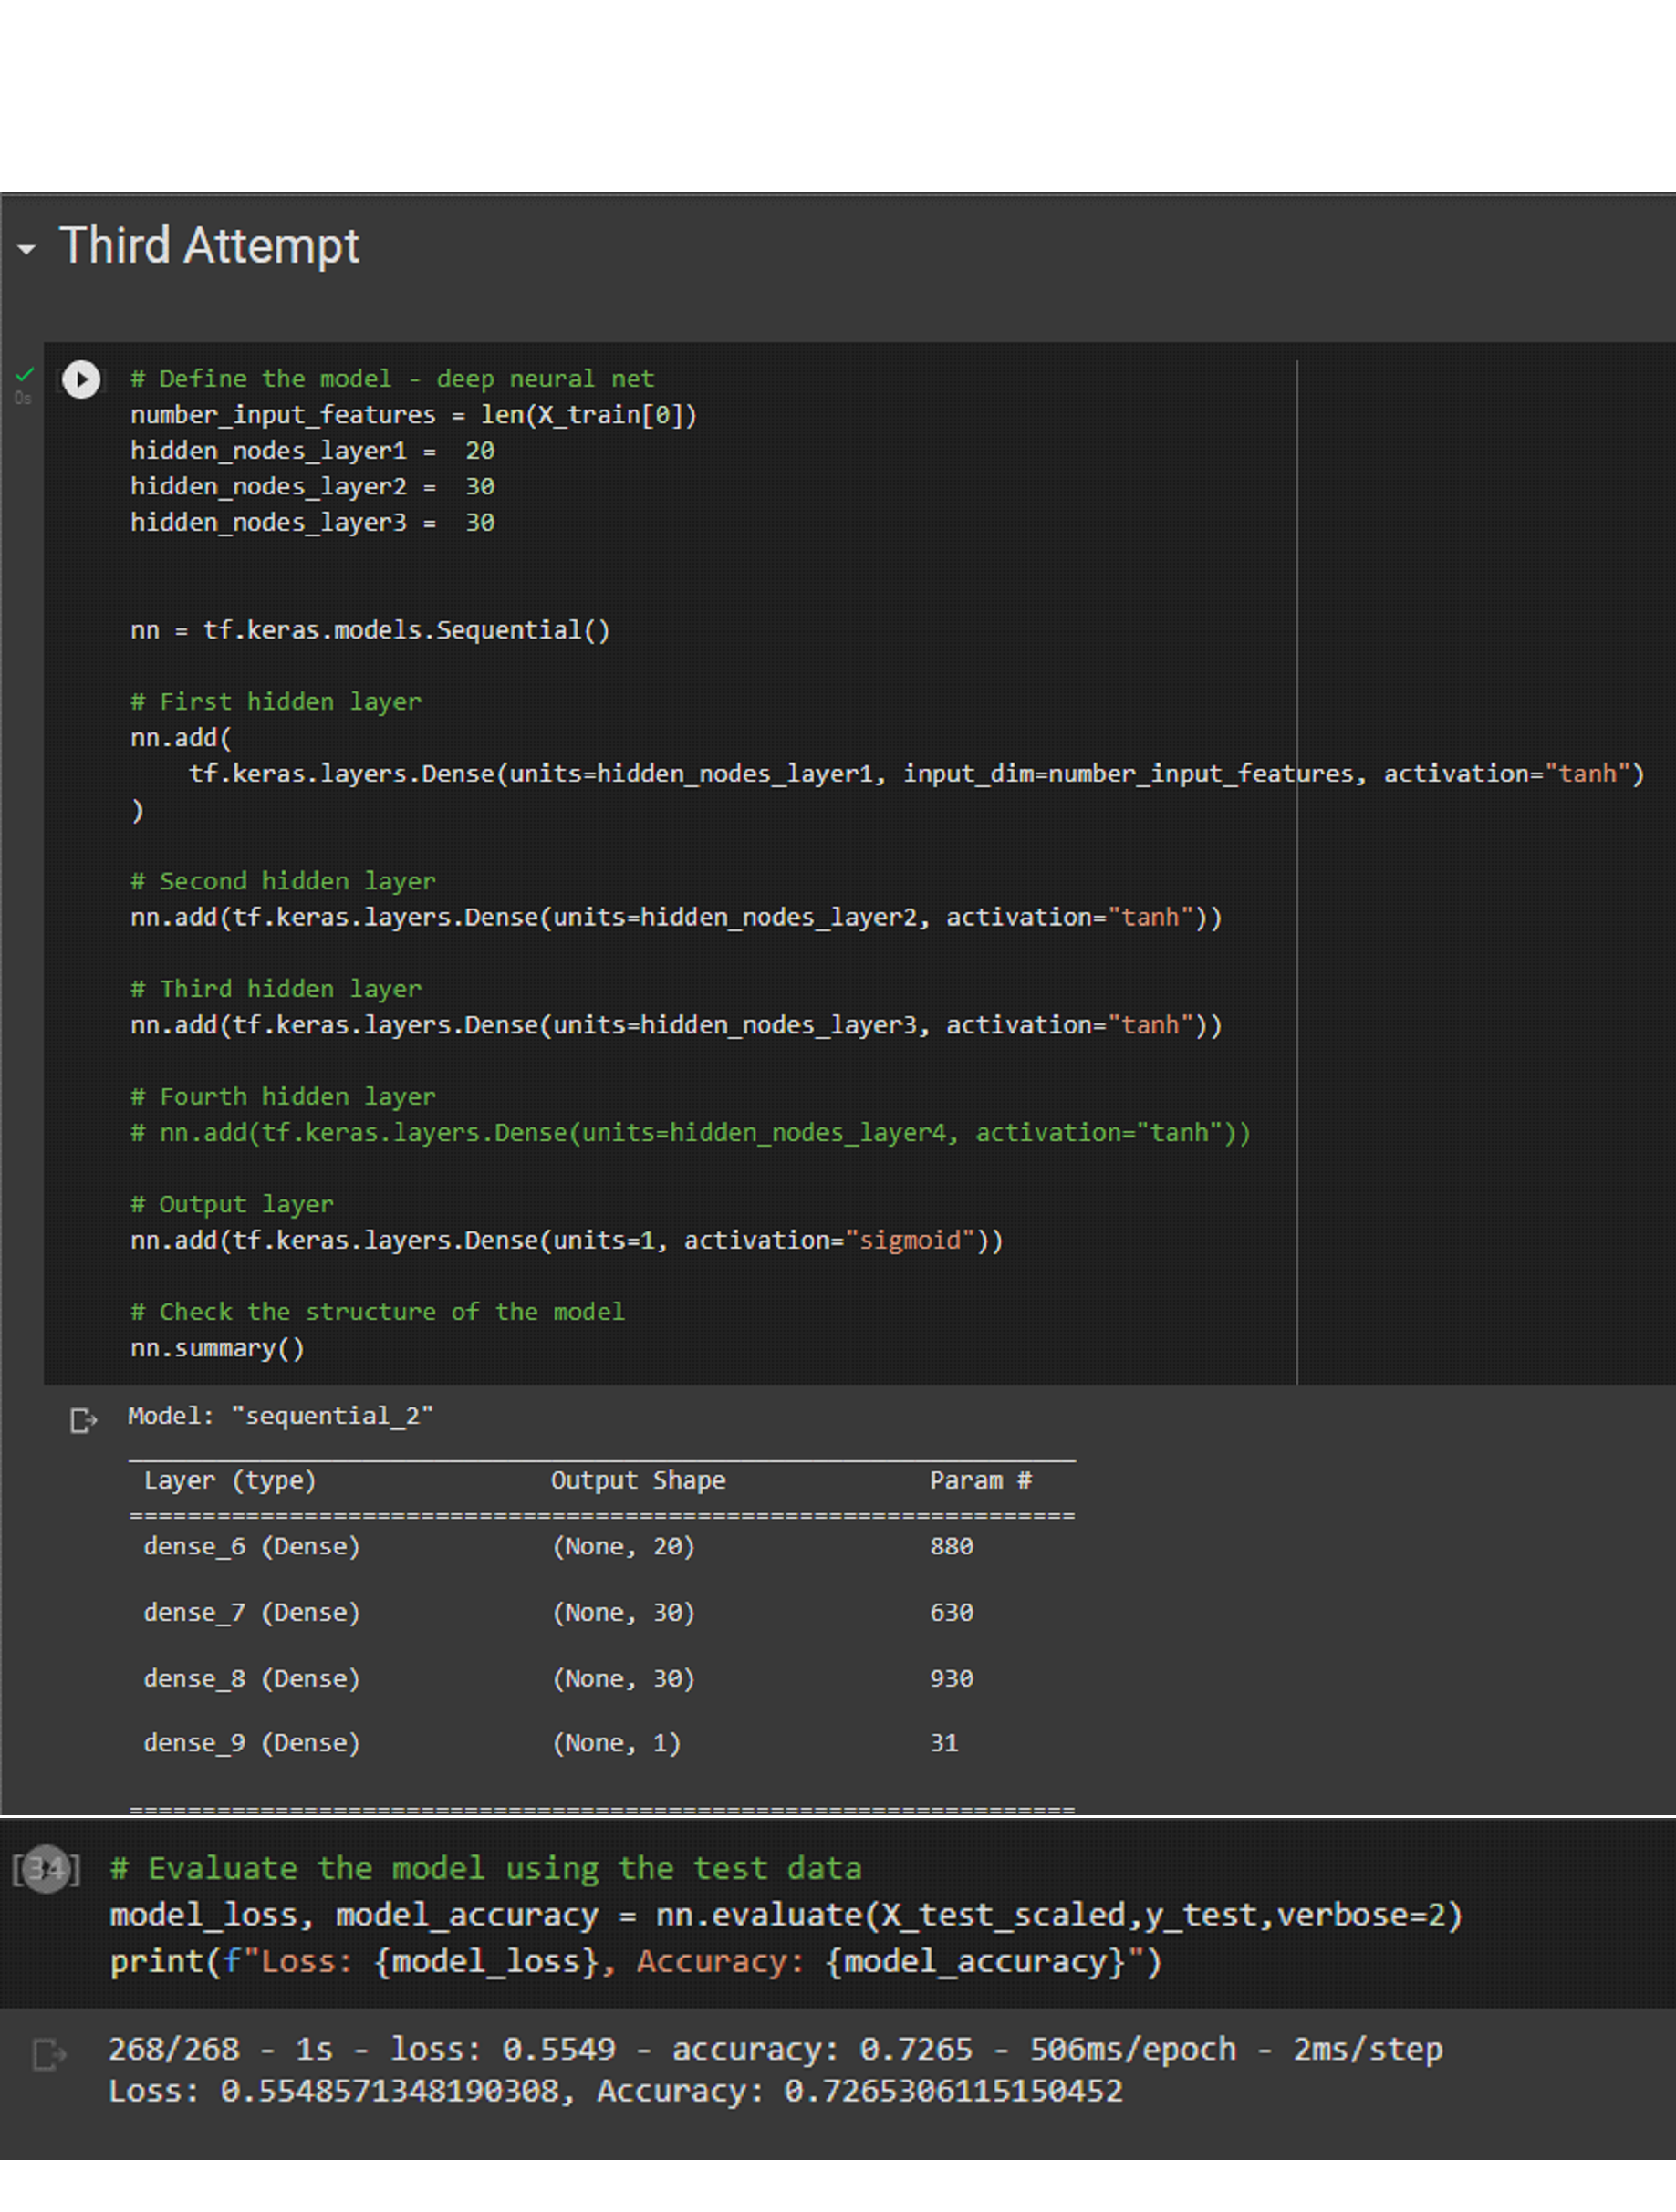 Third Attempt
0s
# Define the model - deep neural net
number_input_features = len(X_train[0])
hidden_nodes_layer1 =  20
hidden_nodes_layer2 =  30
hidden_nodes_layer3 =  30
nn = tf.keras.models.Sequential()
# First hidden layer
nn.add(
    tf.keras.layers.Dense(units=hidden_nodes_layer1, input_dim=number_input_features, activation="tanh")
)
# Second hidden layer
nn.add(tf.keras.layers.Dense(units=hidden_nodes_layer2, activation="tanh"))
# Third hidden layer
nn.add(tf.keras.layers.Dense(units=hidden_nodes_layer3, activation="tanh"))
# Fourth hidden layer
# nn.add(tf.keras.layers.Dense(units=hidden_nodes_layer4, activation="tanh"))
# Output layer
nn.add(tf.keras.layers.Dense(units=1, activation="sigmoid"))
# Check the structure of the model
nn.summary()
Model: "sequential_2"
_________________________________________________________________
Layer (type)                Output Shape              Param #
=================================================================
dense_6 (Dense)             (None, 20)                880
dense_7 (Dense)             (None, 30)                630
dense_8 (Dense)             (None, 30)                930
dense_9 (Dense)             (None, 1)                 31
=================================================================
[34] # Evaluate the model using the test data
model_loss, model_accuracy = nn.evaluate(X_test_scaled,y_test,verbose=2)
print(f"Loss: {model_loss}, Accuracy: {model_accuracy}")
268/268 - 1s - loss: 0.5549 - accuracy: 0.7265 - 506ms/epoch - 2ms/step
Loss: 0.5548571348190308, Accuracy: 0.7265306115150452